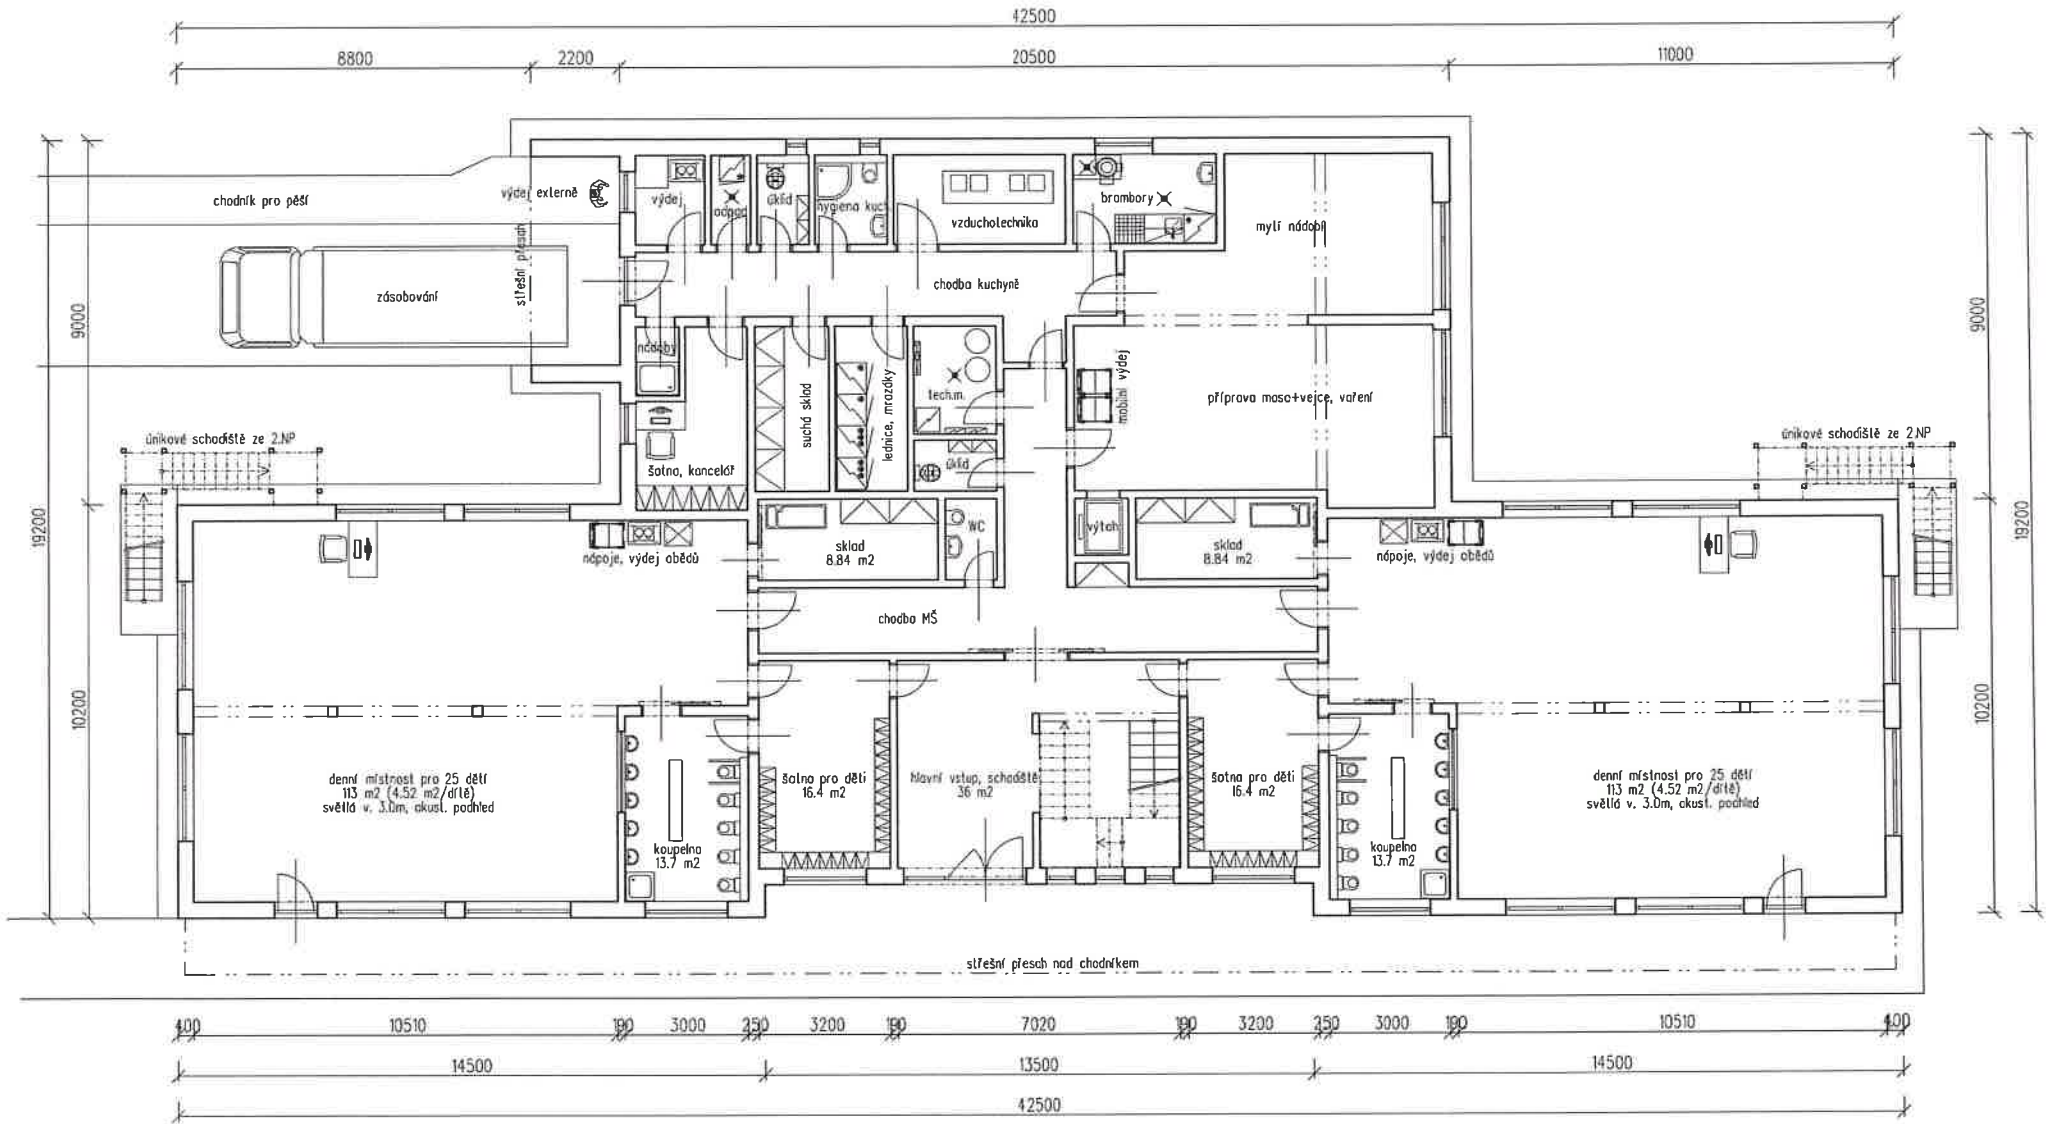 42500
8800
2200
20500
11000
chodník pro pěší
výdej externě
výdej
odpad
úklid
hygiena kuch
vzduchotechnika
brambory
mytí nádobí
střešní přesah
zásobování
chodba kuchyně
nádoby
suchá sklad
lednice, mrazáky
tech.m.
mobilní výdej
příprava maso+vejce, vaření
9000
19200
9000
19200
únikové schodiště ze 2.NP
únikové schodiště ze 2.NP
šatna, kancelář
úklid
WC
výtah
sklad
8.84 m2
sklad
8.84 m2
nápoje, výdej obědů
nápoje, výdej obědů
chodba MŠ
10200
10200
denní místnost pro 25 dětí
113 m2 (4.52 m2/dítě)
světlá v. 3.0m, akust. podhled
koupelna
13.7 m2
šatna pro děti
16.4 m2
hlavní vstup, schodiště
36 m2
šatna pro děti
16.4 m2
koupelna
13.7 m2
denní místnost pro 25 dětí
113 m2 (4.52 m2/dítě)
světlá v. 3.0m, akust. podhled
střešní přesah nad chodníkem
400
10510
190
3000
250
3200
190
7020
190
3200
250
3000
190
10510
400
14500
13500
14500
42500